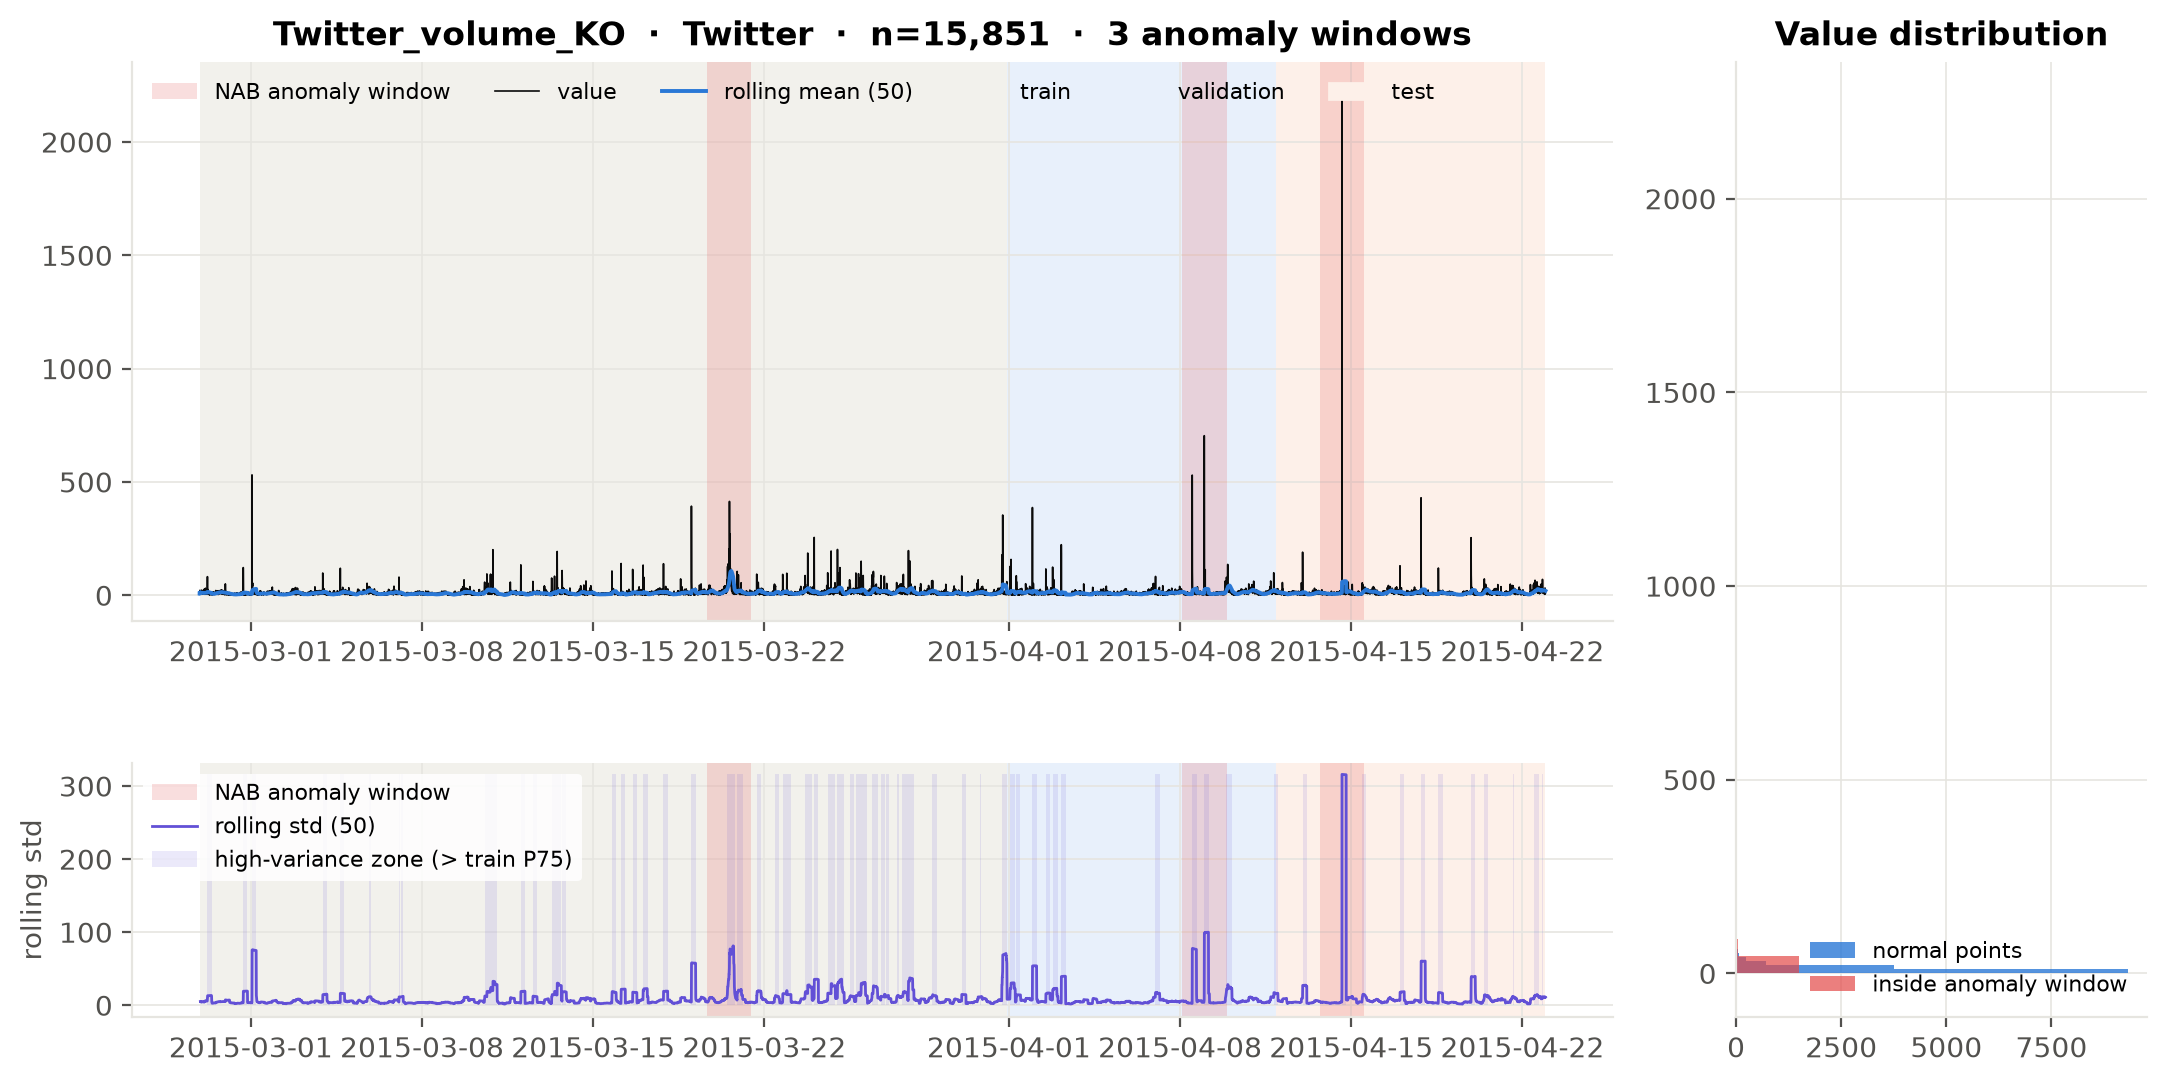 Twitter_volume_KO · Twitter · n=15,851 · 3 anomaly windows
NAB anomaly window
value
rolling mean (50)
train
validation
test
2000
1500
1000
500
0
2015-03-01
2015-03-08
2015-03-15
2015-03-22
2015-04-01
2015-04-08
2015-04-15
2015-04-22
rolling std
300
200
100
0
NAB anomaly window
rolling std (50)
high-variance zone (> train P75)
2015-03-01
2015-03-08
2015-03-15
2015-03-22
2015-04-01
2015-04-08
2015-04-15
2015-04-22
Value distribution
2000
1500
1000
500
0
normal points
inside anomaly window
0
2500
5000
7500